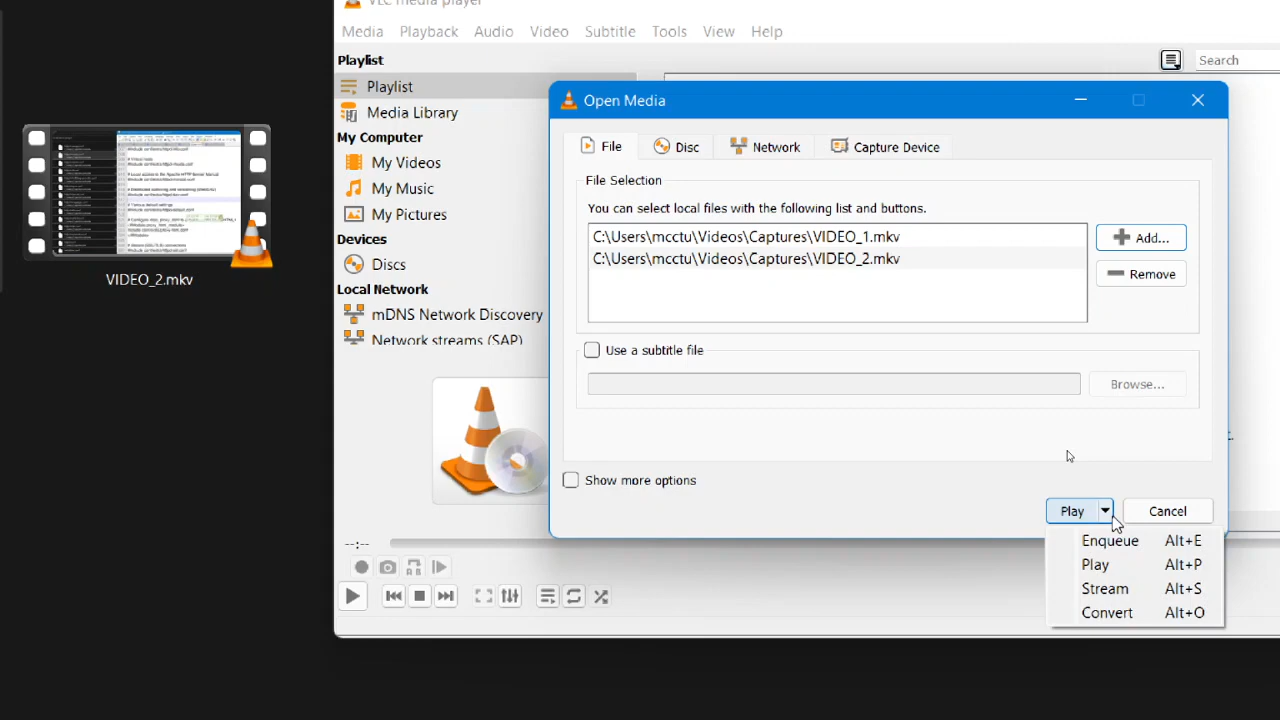 VLC media player
Media Playback Audio Video Subtitle Tools View Help
Playlist
Search
Playlist
Media Library
My Computer
My Videos
My Music
My Pictures
Devices
Discs
Local Network
mDNS Network Discovery
Network streams (SAP)
--:--
VIDEO_2.mkv
Open Media
File Disc Network Capture Device
File Selection
You can select local files with the following list and buttons.
C:\Users\mcctu\Videos\Captures\VIDEO_1.mkv
C:\Users\mcctu\Videos\Captures\VIDEO_2.mkv
Add...
Remove
Use a subtitle file
Browse...
Show more options
Play Cancel
Enqueue Alt+E
Play Alt+P
Stream Alt+S
Convert Alt+O